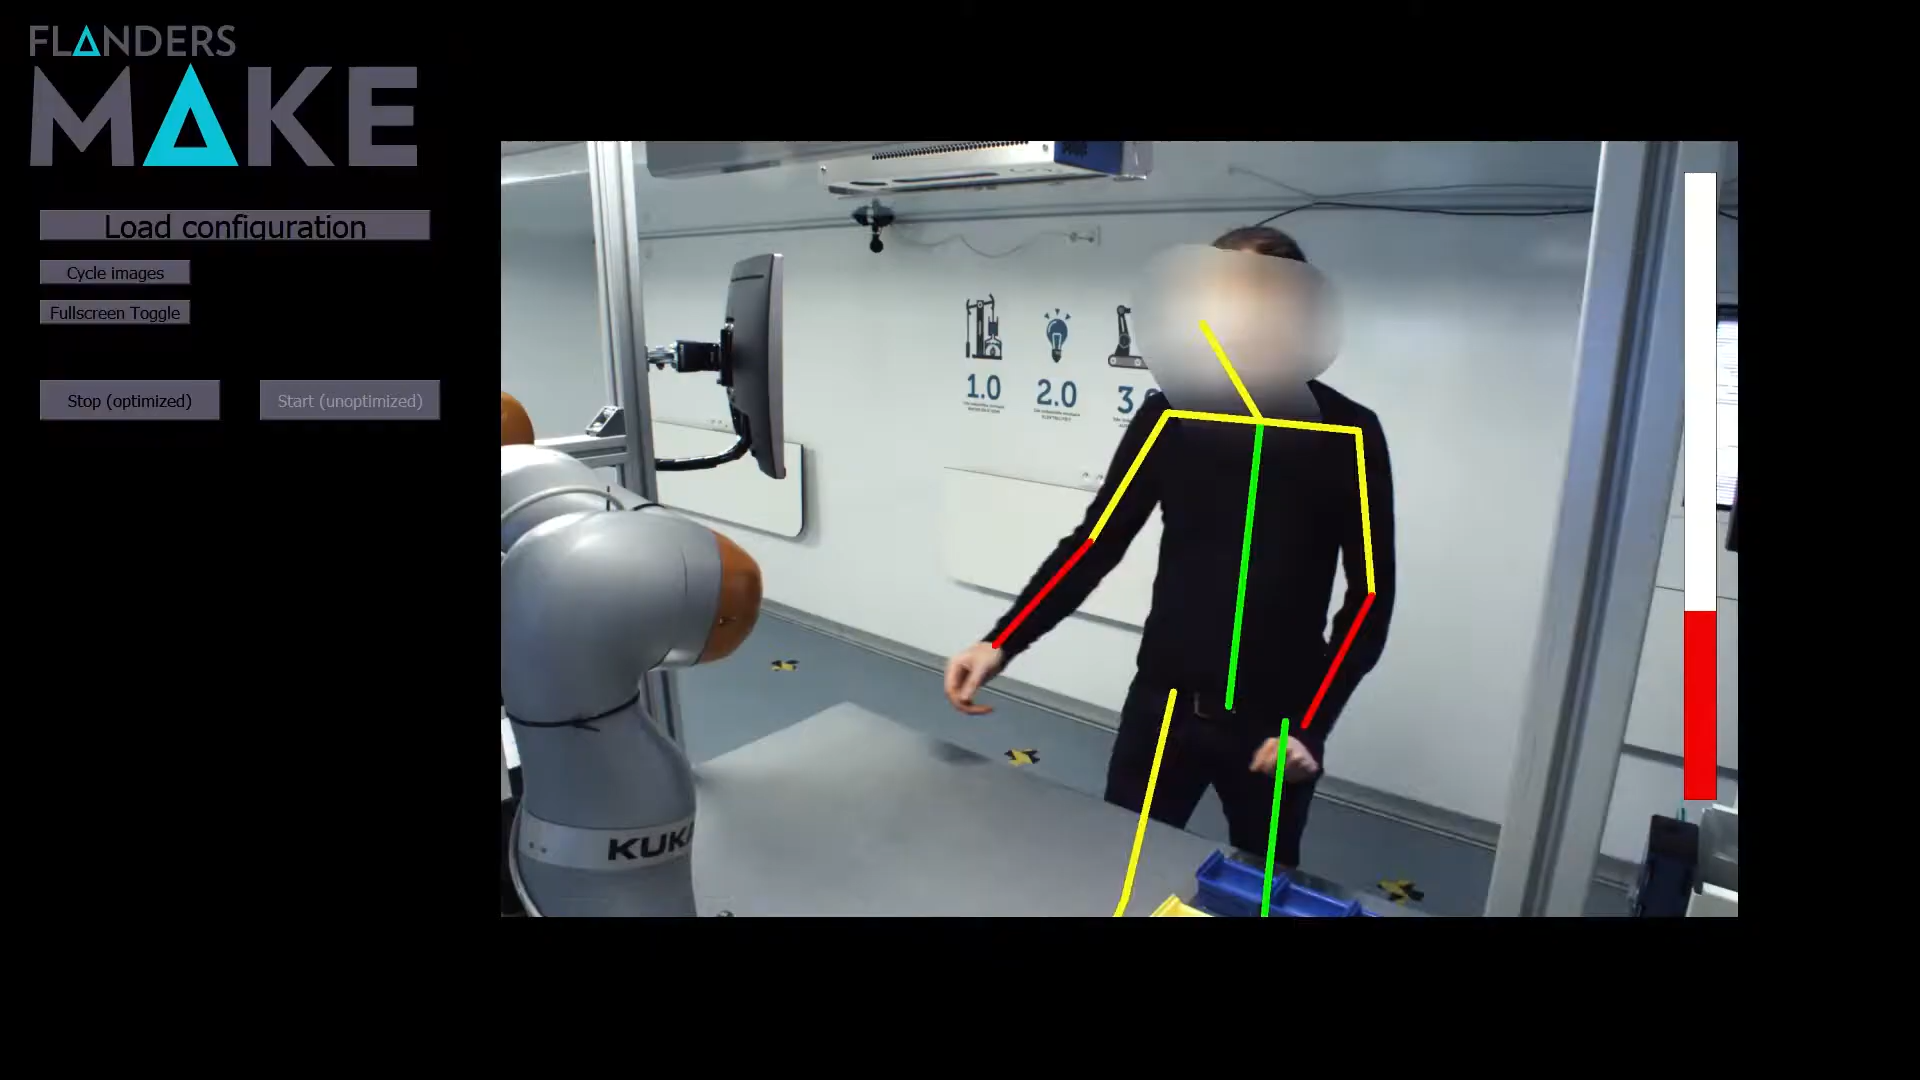 FLANDERS
MAKE
Load configuration
Cycle images
Fullscreen Toggle
Stop (optimized)
Start (unoptimized)
1.0
2.0
3.
KUKA